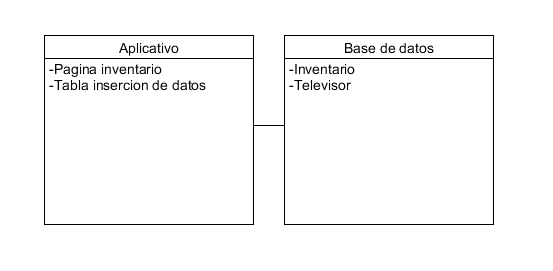 Aplicativo
-Pagina inventario
-Tabla insercion de datos
Base de datos
-Inventario
-Televisor